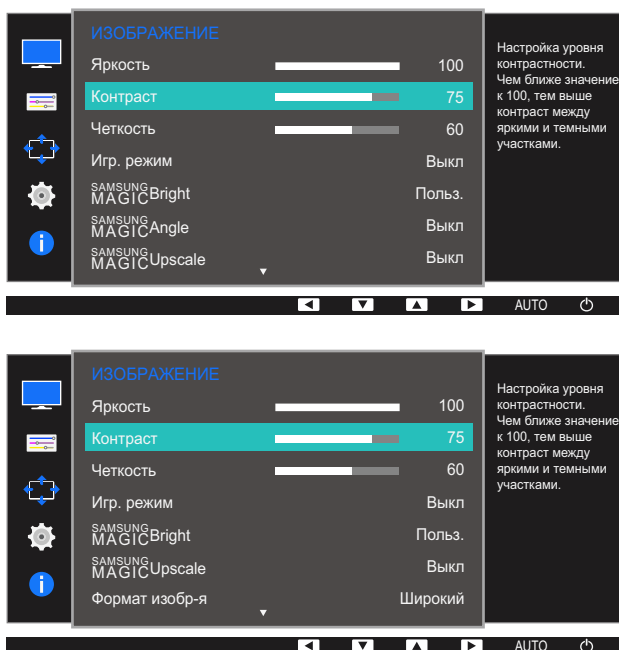 ИЗОБРАЖЕНИЕ
Яркость 100
Контраст 75
Четкость 60
Игр. режим Выкл
SAMSUNG MAGIC Bright Польз.
SAMSUNG MAGIC Angle Выкл
SAMSUNG MAGIC Upscale Выкл
Настройка уровня
контрастности.
Чем ближе значение
к 100, тем выше
контраст между
яркими и темными
участками.
AUTO
ИЗОБРАЖЕНИЕ
Яркость 100
Контраст 75
Четкость 60
Игр. режим Выкл
SAMSUNG MAGIC Bright Польз.
SAMSUNG MAGIC Upscale Выкл
Формат изобр-я Широкий
Настройка уровня
контрастности.
Чем ближе значение
к 100, тем выше
контраст между
яркими и темными
участками.
AUTO